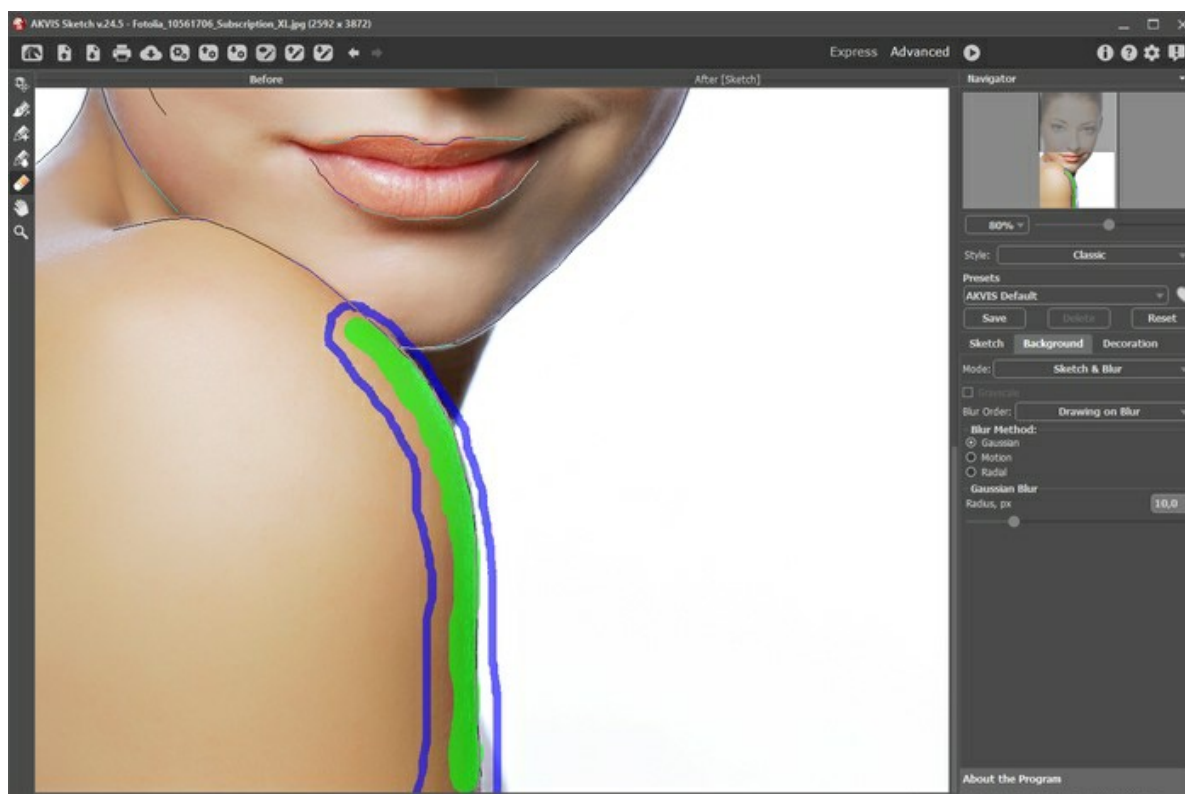 AKVIS Sketch v.24.5 - Fotolia_10561706_Subscription_XL.jpg (2592 x 3872)
Express Advanced
Before
After [Sketch]
Navigator
80%
Style: Classic
Presets
AKVIS Default
Save Delete Reset
Sketch Background Decoration
Mode: Sketch & Blur
Grayscale
Blur Order: Drawing on Blur
Blur Method:
Gaussian
Motion
Radial
Gaussian Blur
Radius, px 10,0
About the Program